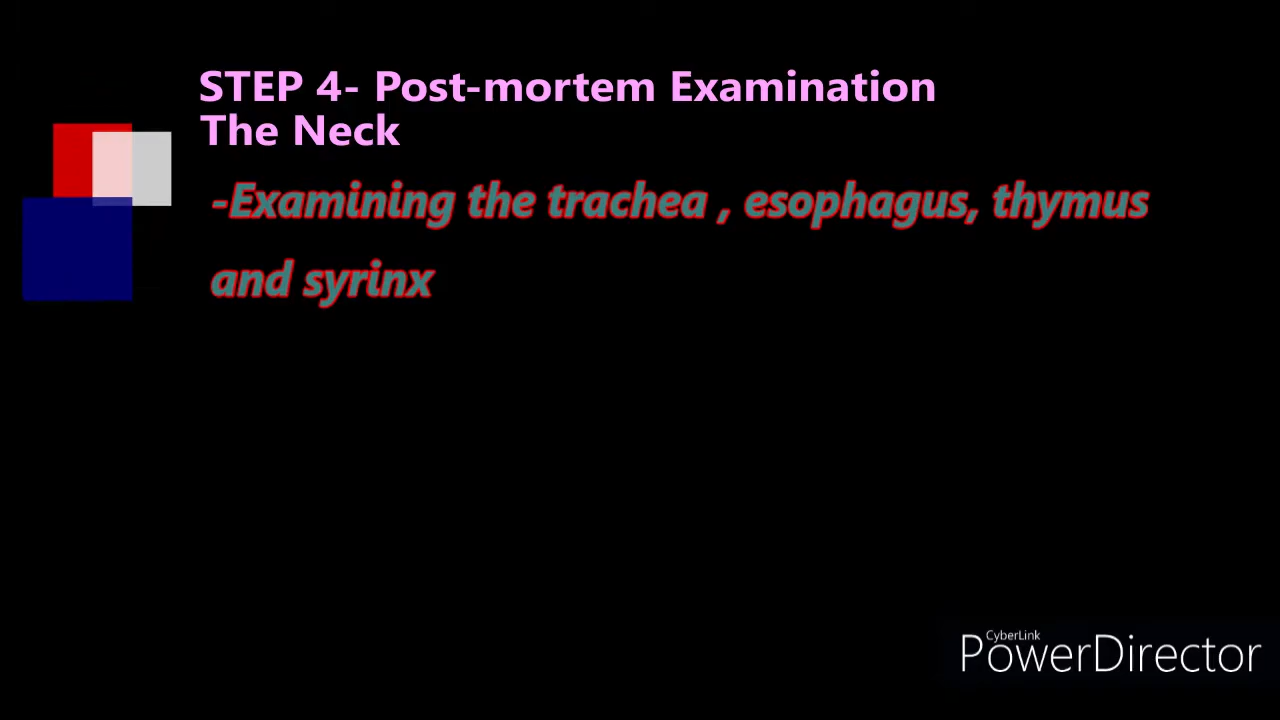 STEP 4- Post-mortem Examination
The Neck
-Examining the trachea , esophagus, thymus
and syrinx
CyberLink
PowerDirector